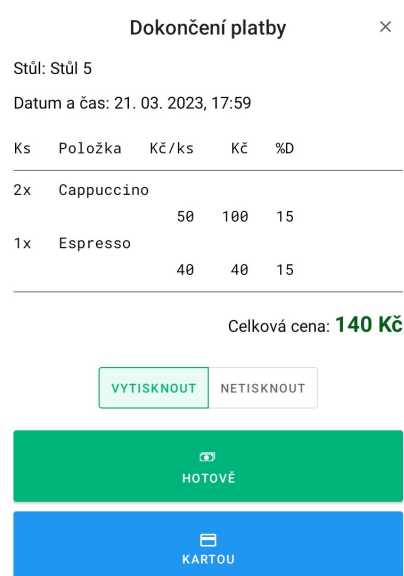 Dokončení platby
Stůl: Stůl 5
Datum a čas: 21. 03. 2023, 17:59
Ks Položka Kč/ks Kč %D
2x Cappuccino
50 100 15
1x Espresso
40 40 15
Celková cena: 140 Kč
VYTISKNOUT NETISKNOUT
HOTOVĚ
KARTOU